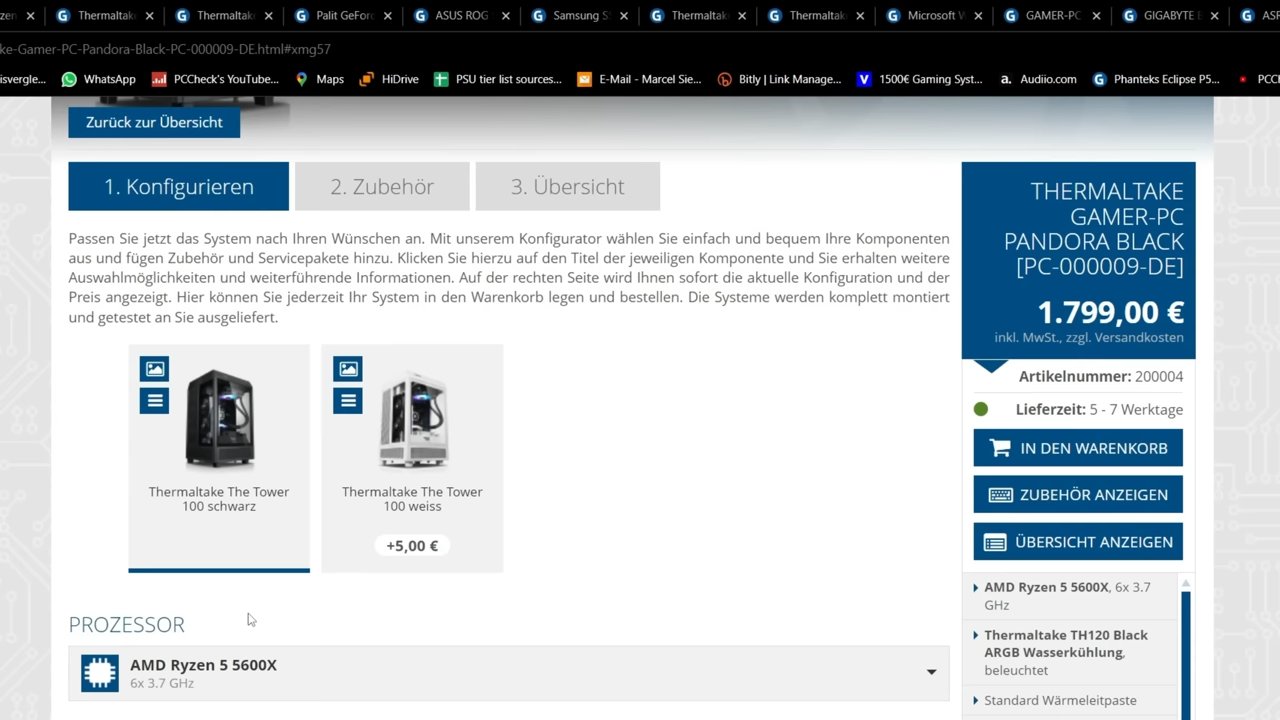 zen
Thermaltak
Thermaltak
Palit GeFor
ASUS ROG
Samsung S
Thermaltak
Thermaltak
Microsoft W
GAMER-PC
GIGABYTE B
ke-Gamer-PC-Pandora-Black-PC-000009-DE.html#xmg57
isvergle...
WhatsApp
PCCheck's YouTube...
Maps
HiDrive
PSU tier list sources...
E-Mail - Marcel Sie...
Bitly | Link Manage...
1500€ Gaming Syst...
a. Audiio.com
Phanteks Eclipse P5...
Zurück zur Übersicht
1. Konfigurieren
2. Zubehör
3. Übersicht
Passen Sie jetzt das System nach Ihren Wünschen an. Mit unserem Konfigurator wählen Sie einfach und bequem Ihre Komponenten
aus und fügen Zubehör und Servicepakete hinzu. Klicken Sie hierzu auf den Titel der jeweiligen Komponente und Sie erhalten weitere
Auswahlmöglichkeiten und weiterführende Informationen. Auf der rechten Seite wird Ihnen sofort die aktuelle Konfiguration und der
Preis angezeigt. Hier können Sie jederzeit Ihr System in den Warenkorb legen und bestellen. Die Systeme werden komplett montiert
und getestet an Sie ausgeliefert.
Thermaltake The Tower
100 schwarz
Thermaltake The Tower
100 weiss
+5,00 €
PROZESSOR
AMD Ryzen 5 5600X
6x 3.7 GHz
THERMALTAKE
GAMER-PC
PANDORA BLACK
[PC-000009-DE]
1.799,00 €
inkl. MwSt., zzgl. Versandkosten
Artikelnummer: 200004
Lieferzeit: 5 - 7 Werktage
IN DEN WARENKORB
ZUBEHÖR ANZEIGEN
ÜBERSICHT ANZEIGEN
AMD Ryzen 5 5600X, 6x 3.7
GHz
Thermaltake TH120 Black
ARGB Wasserkühlung,
beleuchtet
Standard Wärmeleitpaste